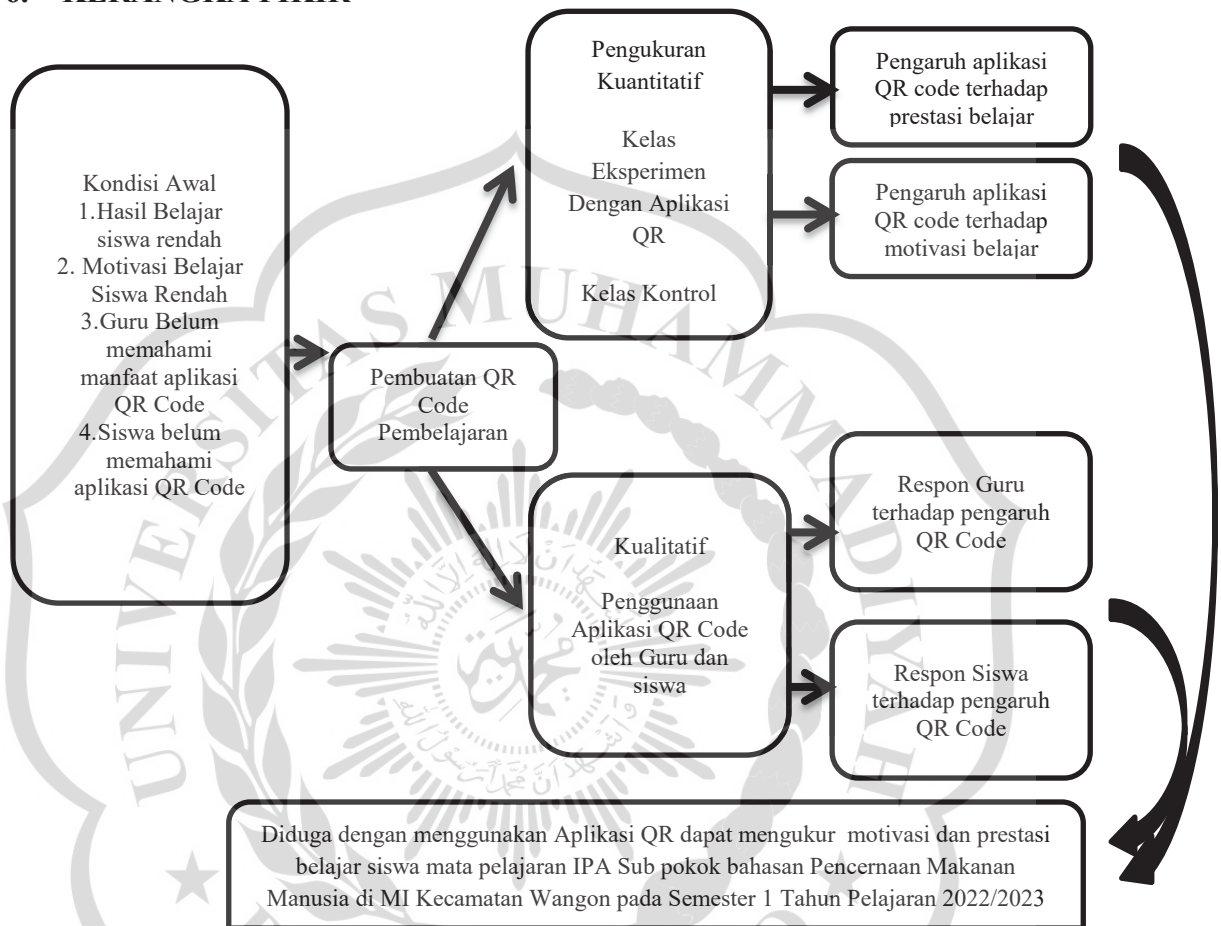 Kondisi Awal
1.Hasil Belajar
siswa rendah
2. Motivasi Belajar
Siswa Rendah
3.Guru Belum
memahami
manfaat aplikasi
QR Code
4.Siswa belum
memahami
aplikasi QR Code
Pembuatan QR
Code
Pembelajaran
Pengukuran
Kuantitatif
Kelas
Eksperimen
Dengan Aplikasi
QR
Kelas Kontrol
Pengaruh aplikasi
QR code terhadap
prestasi belajar
Pengaruh aplikasi
QR code terhadap
motivasi belajar
Kualitatif
Penggunaan
Aplikasi QR Code
oleh Guru dan
siswa
Respon Guru
terhadap pengaruh
QR Code
Respon Siswa
terhadap pengaruh
QR Code
Diduga dengan menggunakan Aplikasi QR dapat mengukur motivasi dan prestasi
belajar siswa mata pelajaran IPA Sub pokok bahasan Pencernaan Makanan
Manusia di MI Kecamatan Wangon pada Semester 1 Tahun Pelajaran 2022/2023
UNIVERSITAS MUHAMMADIYAH